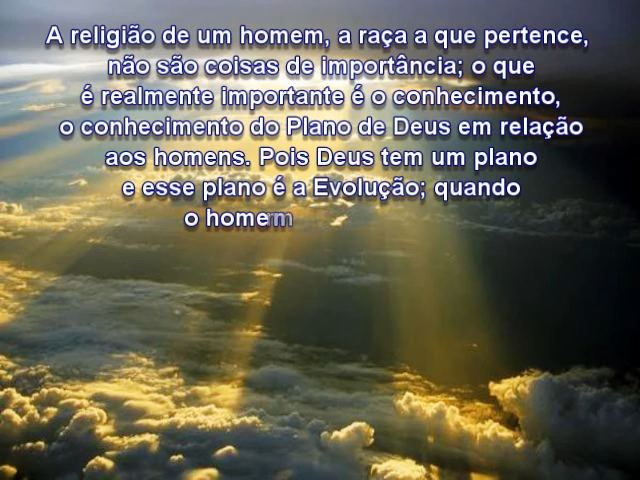 A religião de um homem, a raça a que pertence,
não são coisas de importância; o que
é realmente importante é o conhecimento,
o conhecimento do Plano de Deus em relação
aos homens. Pois Deus tem um plano
e esse plano é a Evolução; quando
o homem